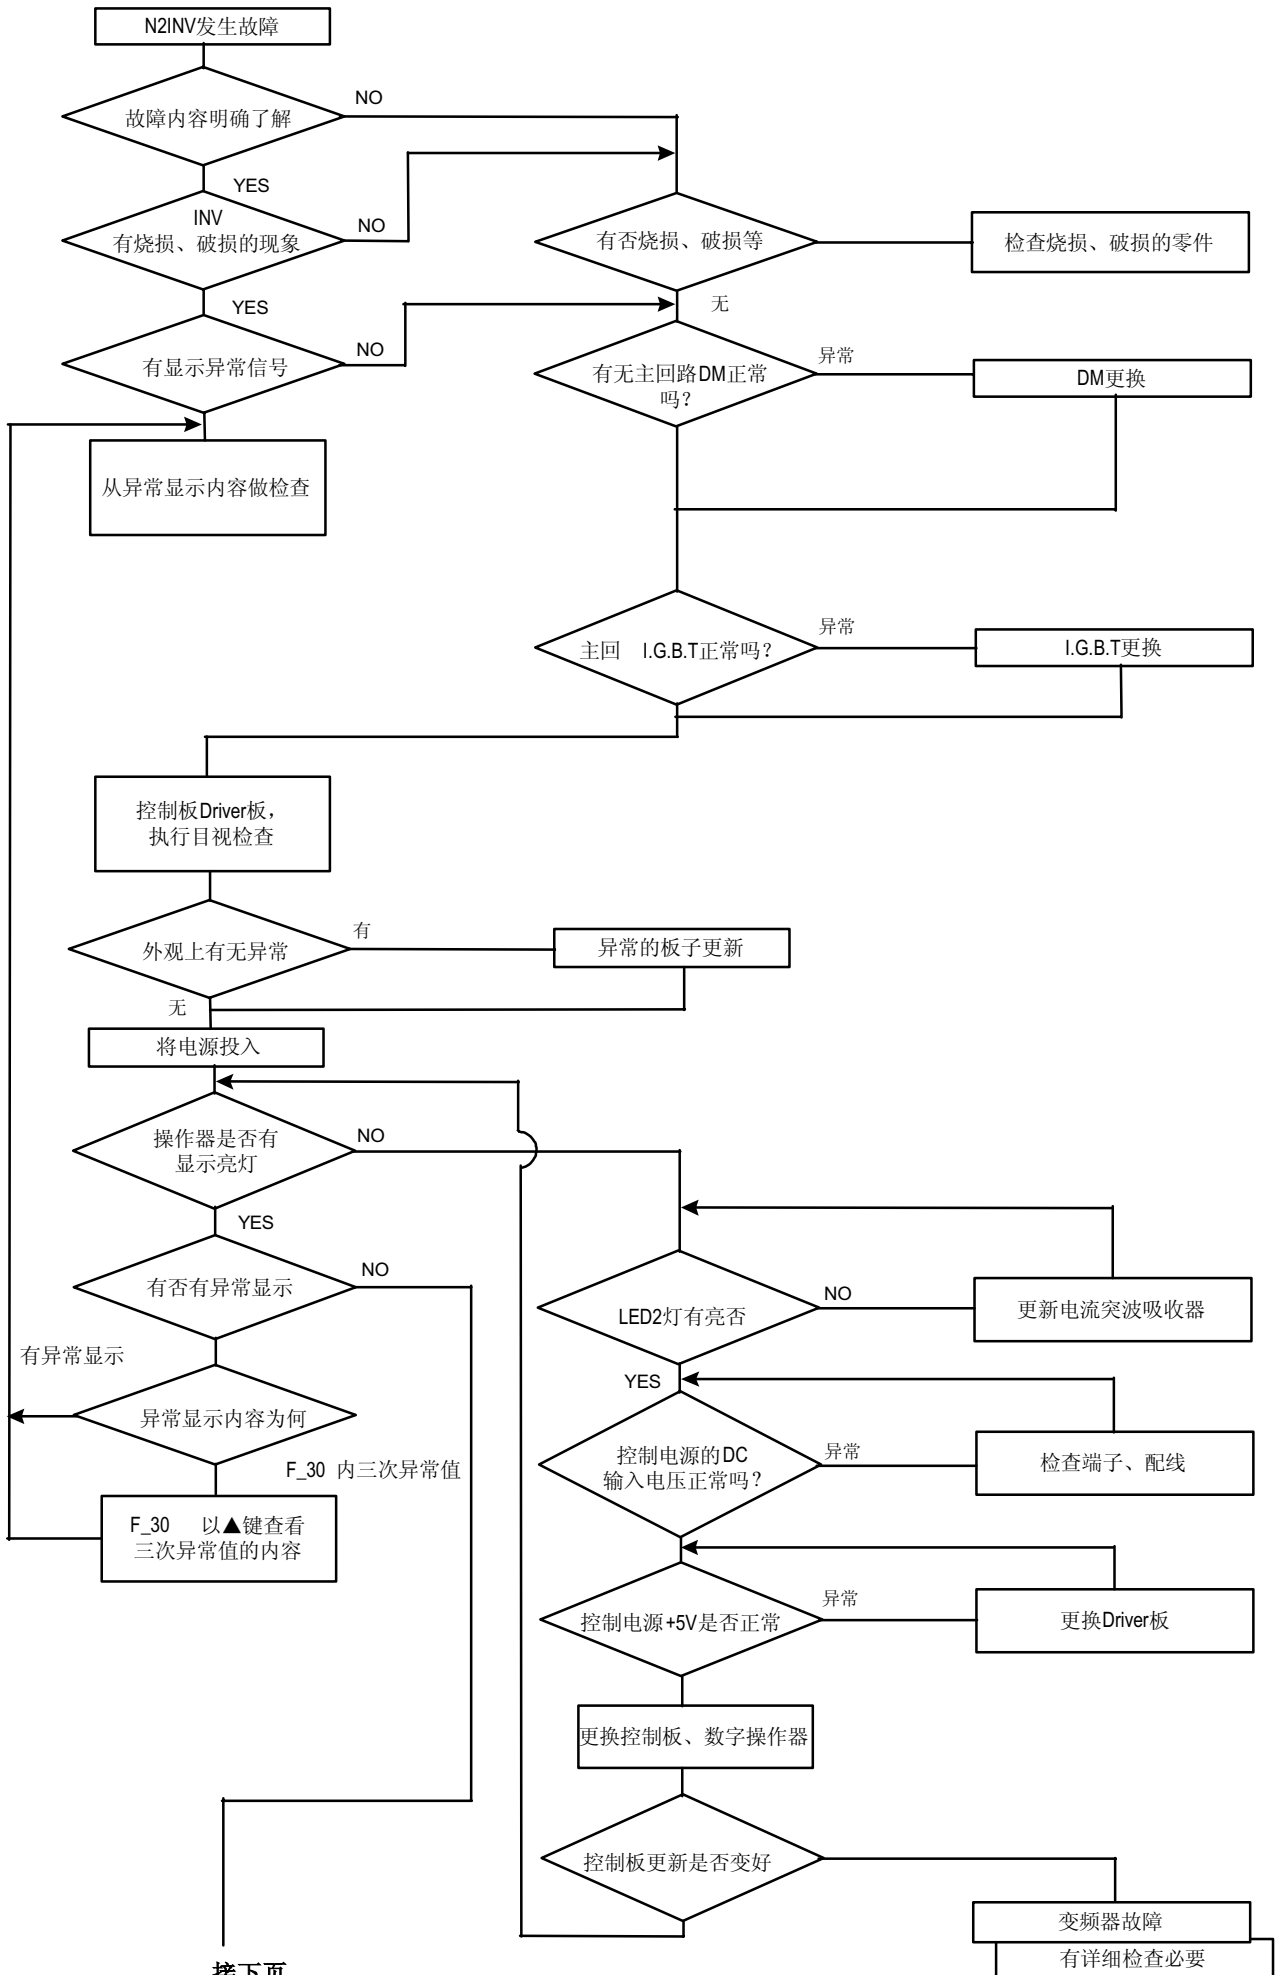 N2INV发生故障
故障内容明确了解
NO
YES
INV
有烧损、破损的现象
NO
有否烧损、破损等
检查烧损、破损的零件
YES
无
有显示异常信号
NO
有无主回路DM正常
吗?
异常
DM更换
从异常显示内容做检查
主回 I.G.B.T正常吗?
异常
I.G.B.T更换
控制板Driver板，
执行目视检查
外观上有无异常
有
异常的板子更新
无
将电源投入
操作器是否有
显示亮灯
NO
YES
有否有异常显示
NO
LED2灯有亮否
NO
更新电流突波吸收器
有异常显示
YES
异常显示内容为何
控制电源的DC
输入电压正常吗?
异常
检查端子、配线
F_30 内三次异常值
F_30 以▲键查看
三次异常值的内容
控制电源+5V是否正常
异常
更换Driver板
更换控制板、数字操作器
控制板更新是否变好
变频器故障
有详细检查必要
接下页